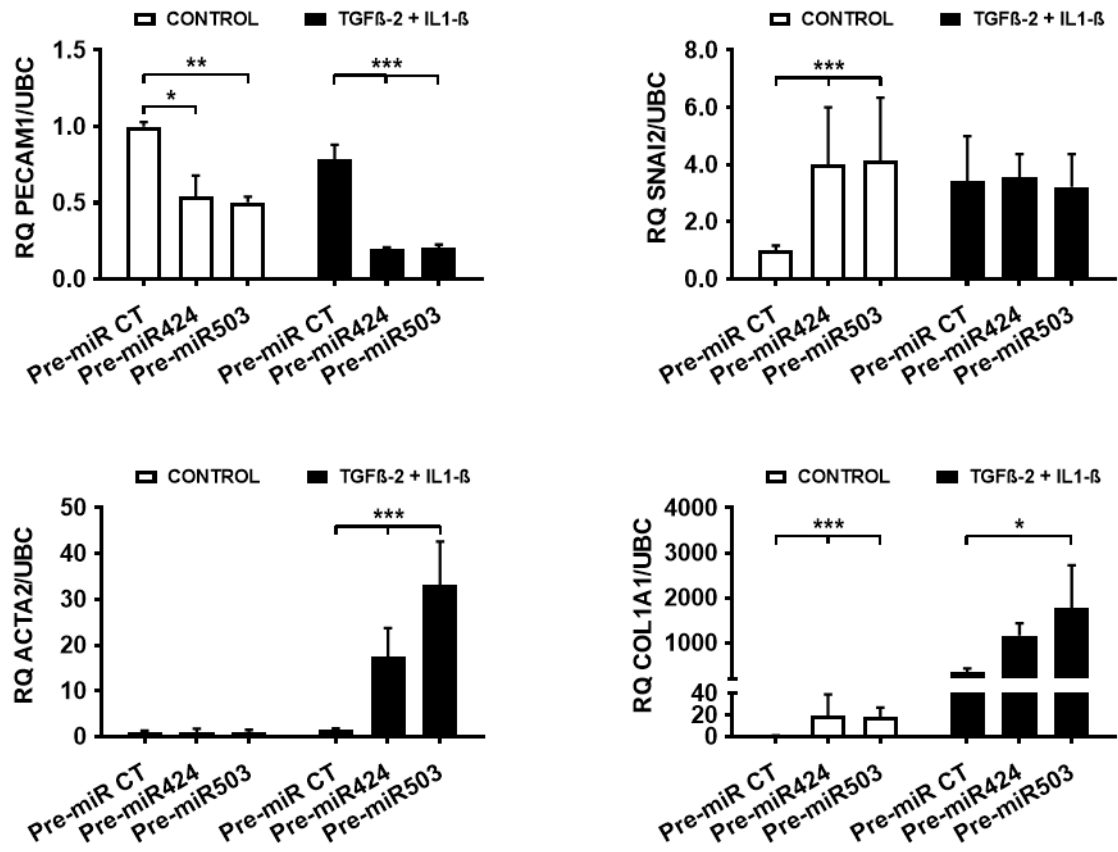 CONTROL TGFß-2 + IL1-ß
RQ PECAM1/UBC
1.5
1.0
0.5
0.0
**
*
***
Pre-miR CT
Pre-miR424
Pre-miR503
Pre-miR CT
Pre-miR424
Pre-miR503
CONTROL TGFß-2 + IL1-ß
RQ SNAI2/UBC
8.0
6.0
4.0
2.0
0.0
***
Pre-miR CT
Pre-miR424
Pre-miR503
Pre-miR CT
Pre-miR424
Pre-miR503
CONTROL TGFß-2 + IL1-ß
RQ ACTA2/UBC
50
40
30
20
10
0
***
Pre-miR CT
Pre-miR424
Pre-miR503
Pre-miR CT
Pre-miR424
Pre-miR503
CONTROL TGFß-2 + IL1-ß
RQ COL1A1/UBC
4000
3000
2000
1000
40
20
0
***
*
Pre-miR CT
Pre-miR424
Pre-miR503
Pre-miR CT
Pre-miR424
Pre-miR503